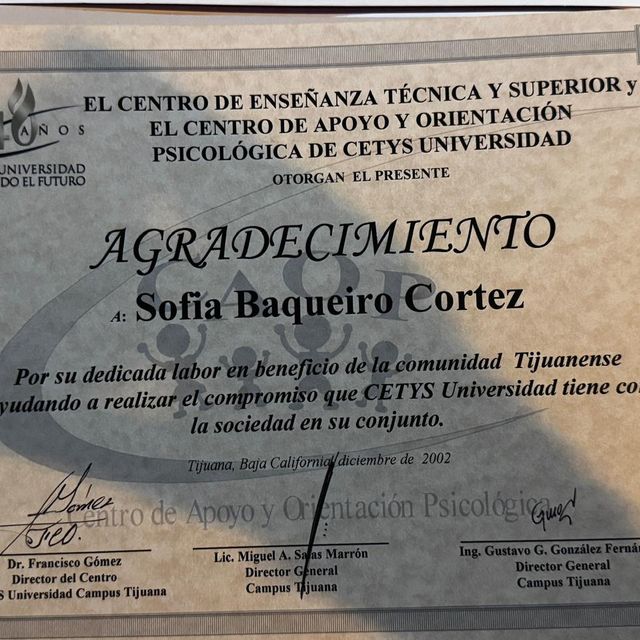 EL CENTRO DE ENSEÑANZA TÉCNICA Y SUPERIOR y
EL CENTRO DE APOYO Y ORIENTACIÓN
PSICOLÓGICA DE CETYS UNIVERSIDAD
OTORGAN EL PRESENTE
40 AÑOS
UNIVERSIDAD
DO EL FUTURO
AGRADECIMIENTO
A: Sofia Baqueiro Cortez
CAOP
Por su dedicada labor en beneficio de la comunidad Tijuanense
yudando a realizar el compromiso que CETYS Universidad tiene co
la sociedad en su conjunto.
Tijuana, Baja California, diciembre de 2002
Centro de Apoyo y Orientación Psicológica
Gómez
Dr. Francisco Gómez
Director del Centro
S Universidad Campus Tijuana
Lic. Miguel A. Salas Marrón
Director General
Campus Tijuana
Ing. Gustavo G. González Ferná
Director General
Campus Tijuana